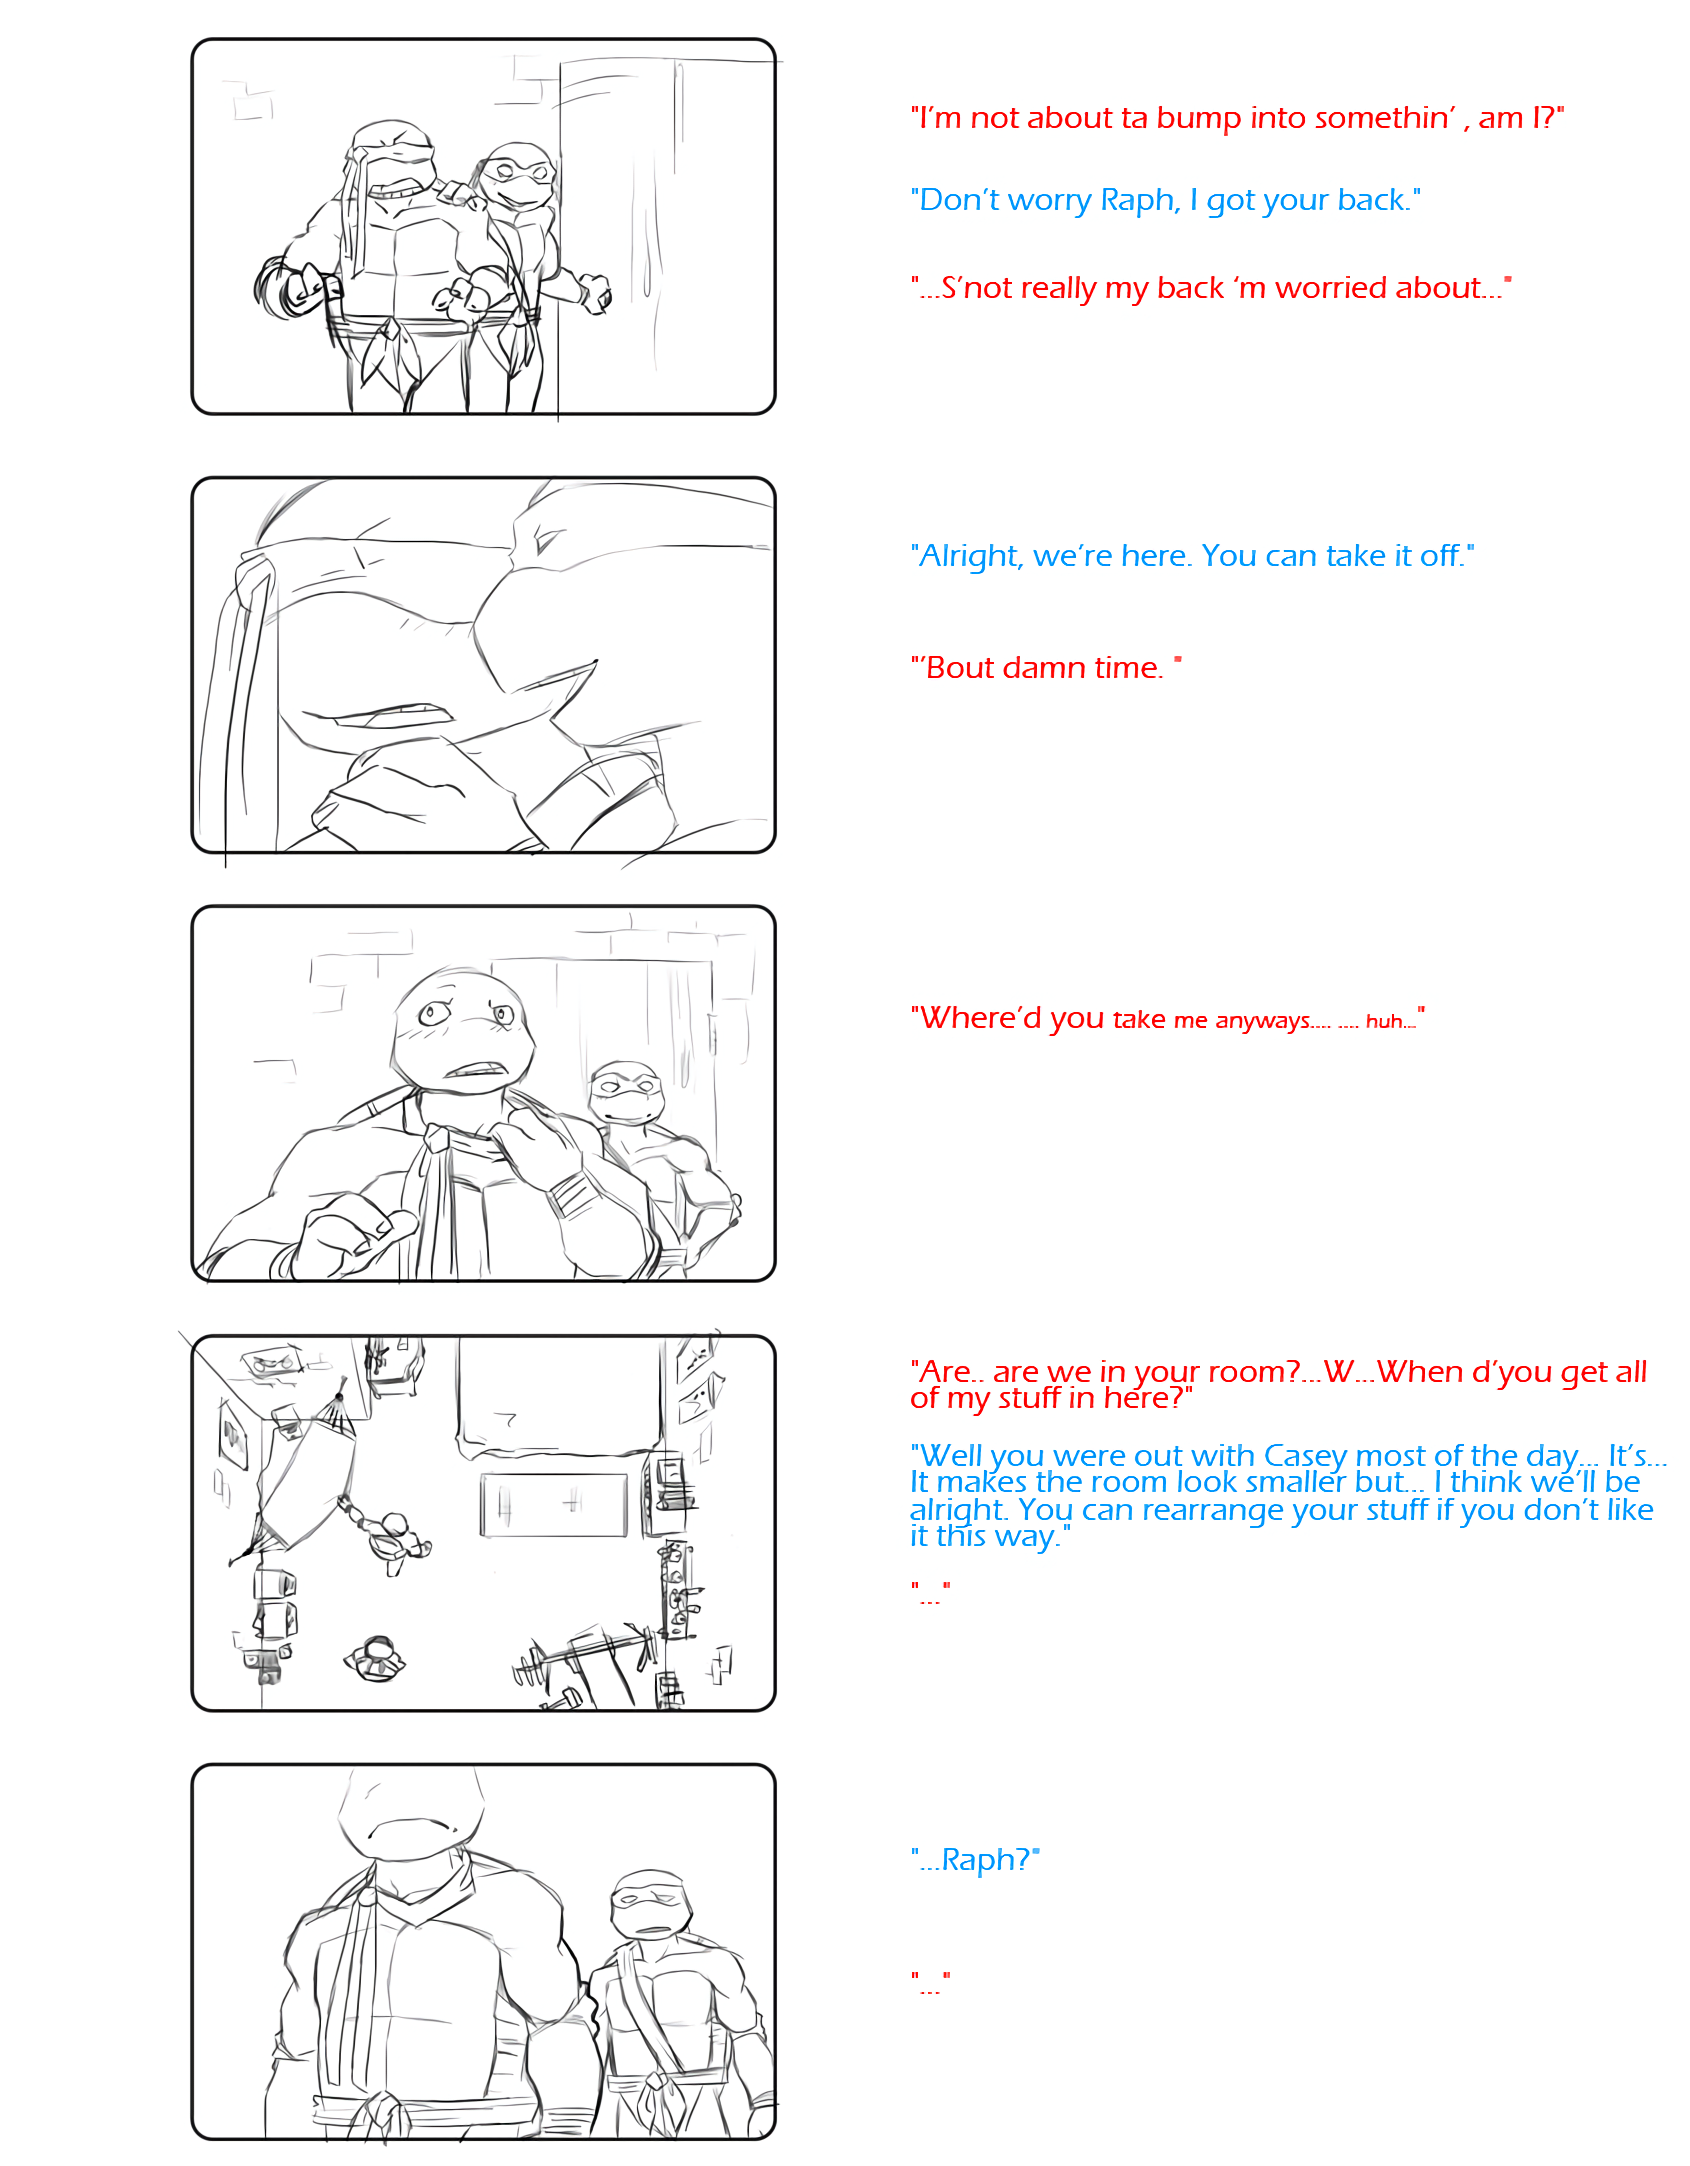 "I'm not about ta bump into somethin' , am I?"
"Don't worry Raph, I got your back."
"...S'not really my back 'm worried about..."
"Alright, we're here. You can take it off."
"'Bout damn time. "
"Where'd you take me anyways.... .... huh..."
"Are.. are we in your room?...W...When d'you get all
of my stuff in here?"
"Well you were out with Casey most of the day... It's...
It makes the room look smaller but... I think we'll be
alright. You can rearrange your stuff if you don't like
it this way."
"..."
"...Raph?"
"..."